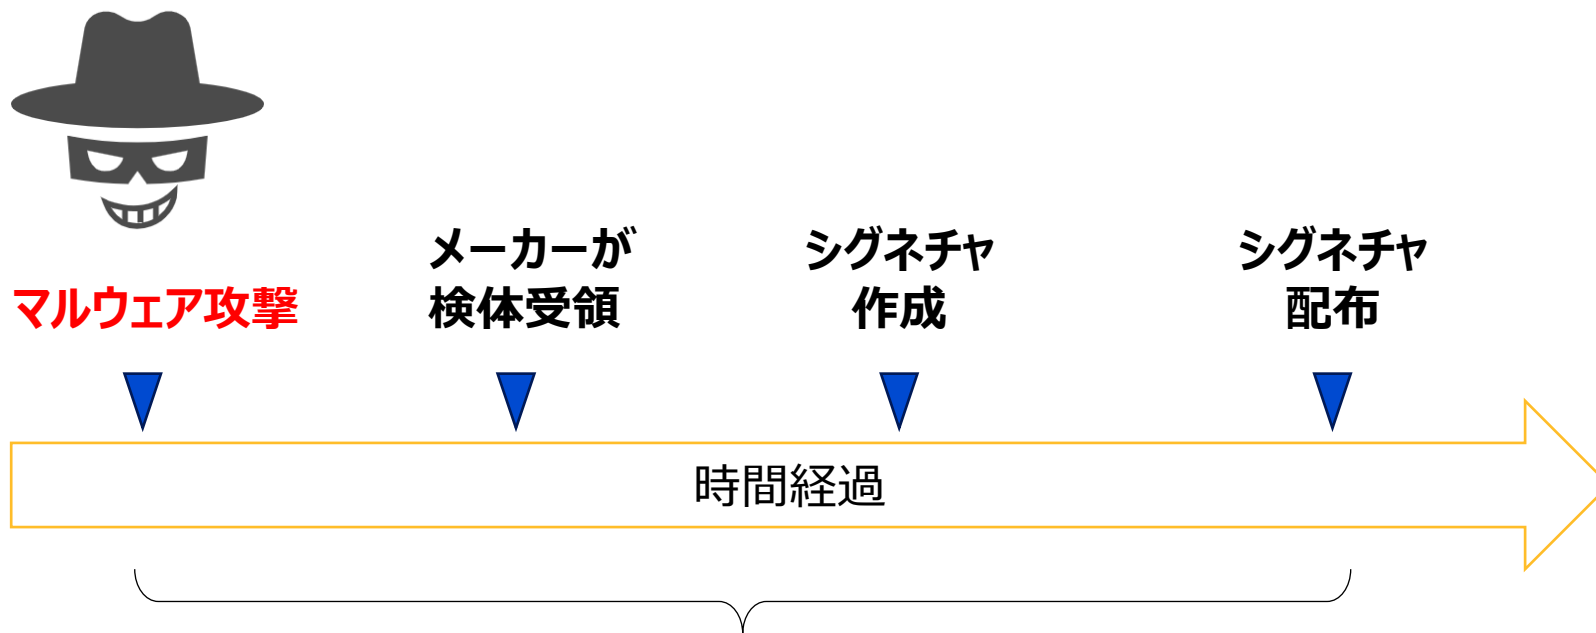 マルウェア攻撃
メーカーが
検体受領
シグネチャ
作成
シグネチャ
配布
時間経過